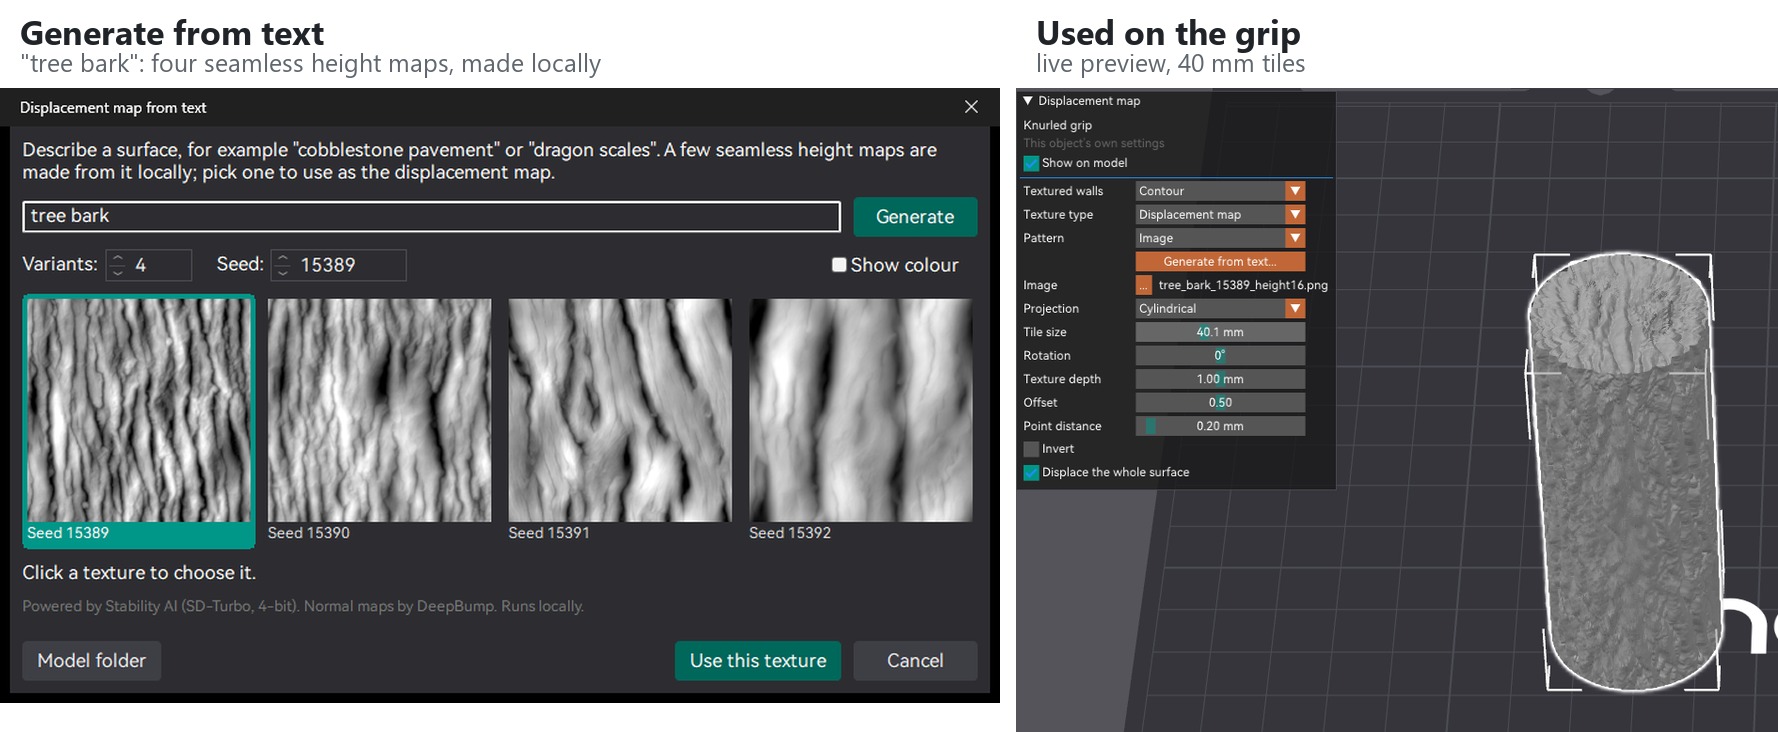 Generate from text
"tree bark": four seamless height maps, made locally
Displacement map from text
Describe a surface, for example "cobblestone pavement" or "dragon scales". A few seamless height maps are
made from it locally; pick one to use as the displacement map.
tree bark
Generate
Variants: 4 Seed: 15389
Show colour
Seed 15389
Seed 15390
Seed 15391
Seed 15392
Click a texture to choose it.
Powered by Stability AI (SD-Turbo, 4-bit). Normal maps by DeepBump. Runs locally.
Model folder
Use this texture
Cancel
Used on the grip
live preview, 40 mm tiles
Displacement map
Knurled grip
This object's own settings
Show on model
Textured walls Contour
Texture type Displacement map
Pattern Image
Generate from text...
Image ... tree_bark_15389_height16.png
Projection Cylindrical
Tile size 40.1 mm
Rotation 0°
Texture depth 1.00 mm
Offset 0.50
Point distance 0.20 mm
Invert
Displace the whole surface